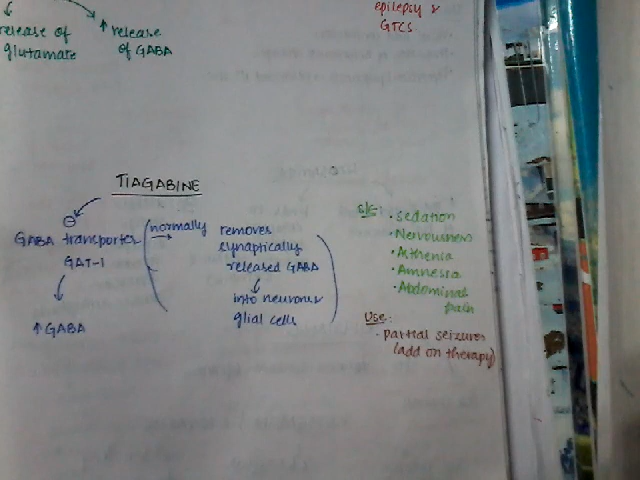 release of
glutamate
↑ release
of GABA
epilepsy &
GTCS
TIAGABINE
⊖
GABA transporter
GAT-1
↑ GABA
(normally → removes
synaptically
released GABA
↓
into neurons &
glial cells)
S/E: • Sedation
• Nervousness
• Asthenia
• Amnesia
• Abdominal
pain
Use:
• partial seizures
(add on therapy)